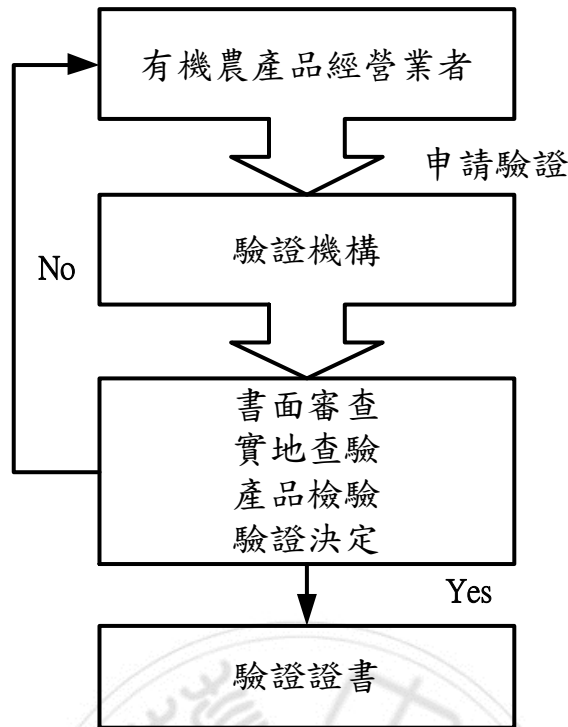 有機農產品經營業者
申請驗證
驗證機構
No
書面審查
實地查驗
產品檢驗
驗證決定
Yes
驗證證書